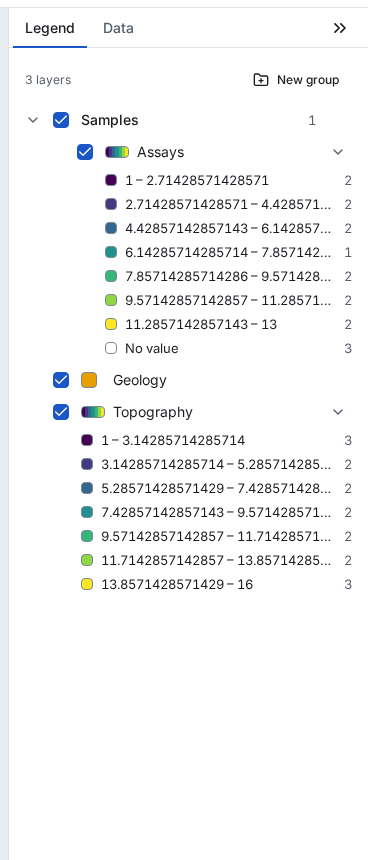 Legend Data
3 layers New group
Samples 1
Assays
1 – 2.71428571428571 2
2.71428571428571 – 4.428571... 2
4.42857142857143 – 6.142857... 2
6.14285714285714 – 7.857142... 1
7.85714285714286 – 9.571428... 2
9.57142857142857 – 11.28571... 2
11.2857142857143 – 13 2
No value 3
Geology
Topography
1 – 3.14285714285714 3
3.14285714285714 – 5.285714285... 2
5.28571428571429 – 7.428571428... 2
7.42857142857143 – 9.571428571... 2
9.57142857142857 – 11.71428571... 2
11.7142857142857 – 13.85714285... 2
13.8571428571429 – 16 3